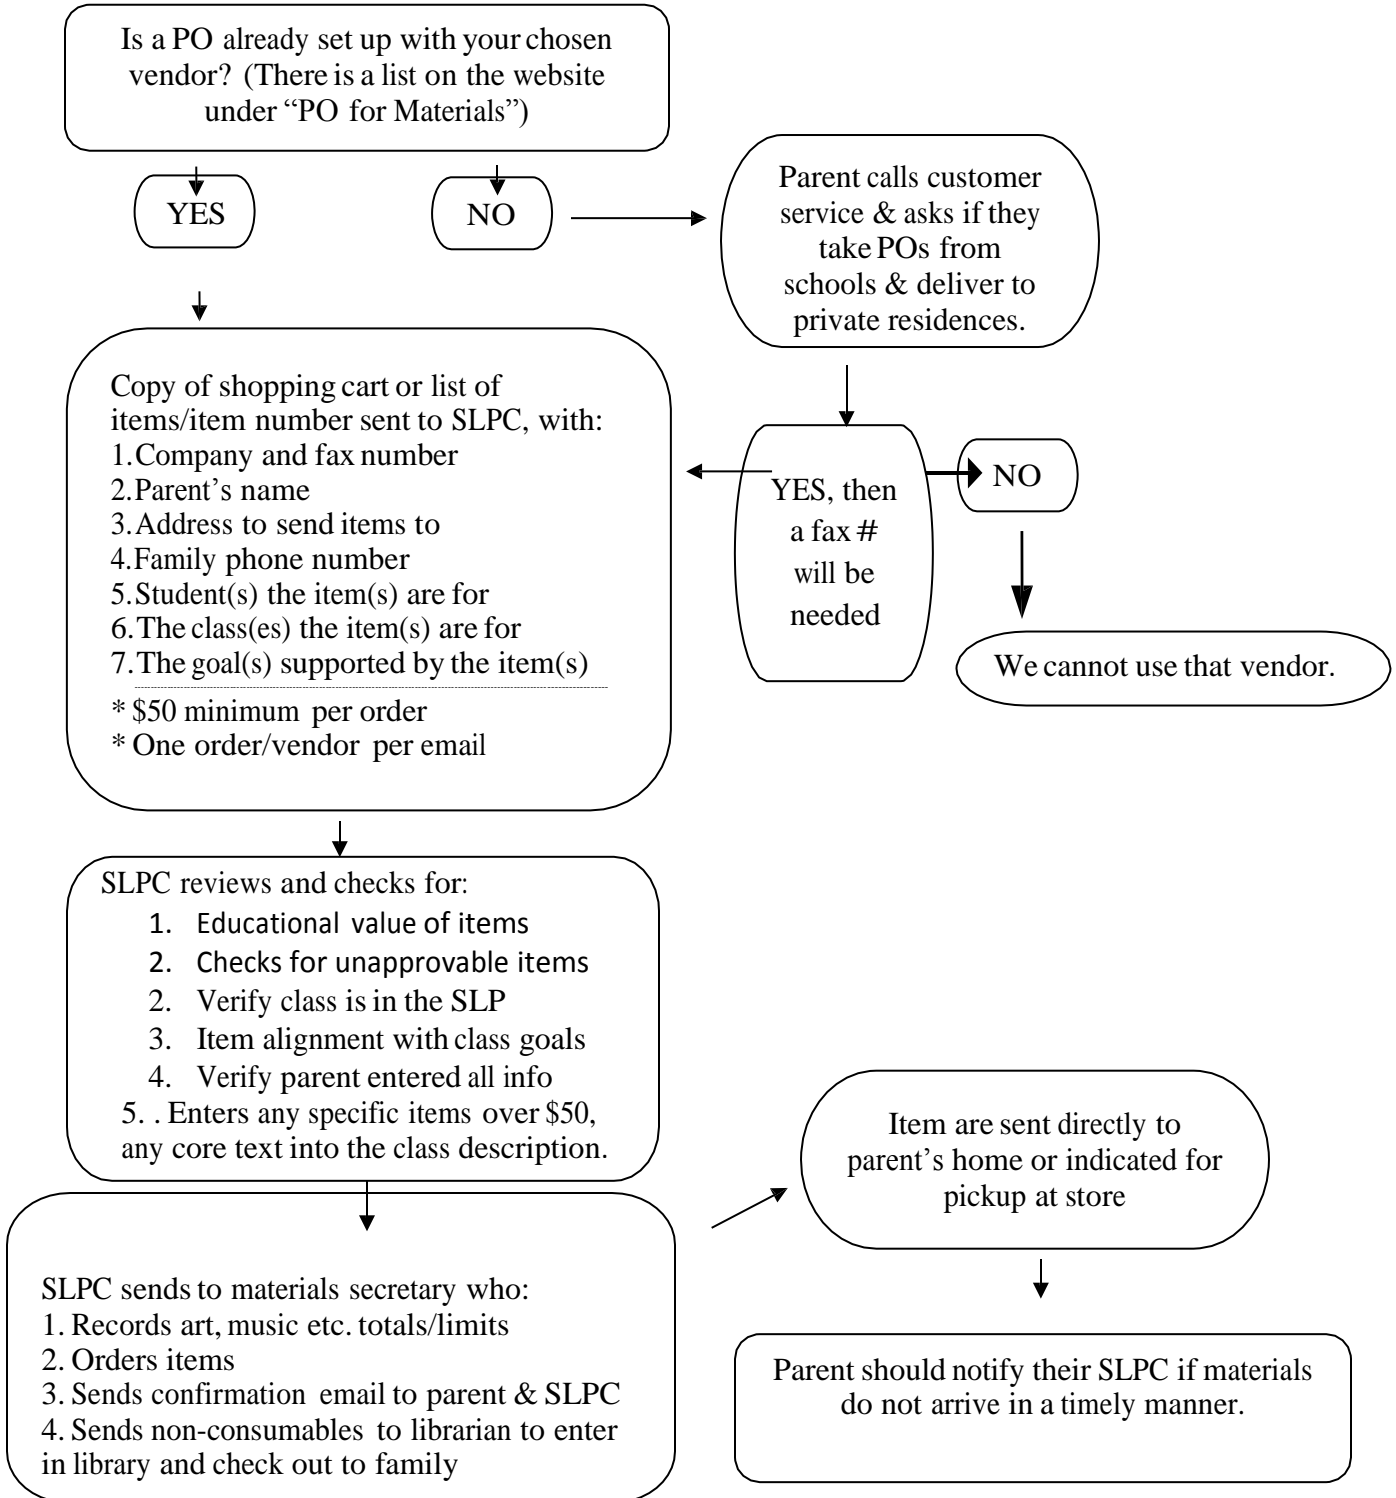 Is a PO already set up with your chosen
vendor? (There is a list on the website
under “PO for Materials”)
YES
NO
Parent calls customer
service & asks if they
take POs from
schools & deliver to
private residences.
Copy of shopping cart or list of
items/item number sent to SLPC, with:
1.Company and fax number
2.Parent’s name
3.Address to send items to
4.Family phone number
5.Student(s) the item(s) are for
6.The class(es) the item(s) are for
7.The goal(s) supported by the item(s)
* $50 minimum per order
* One order/vendor per email
YES, then
a fax #
will be
needed
NO
We cannot use that vendor.
SLPC reviews and checks for:
1. Educational value of items
2. Checks for unapprovable items
2. Verify class is in the SLP
3. Item alignment with class goals
4. Verify parent entered all info
5. . Enters any specific items over $50,
any core text into the class description.
SLPC sends to materials secretary who:
1. Records art, music etc. totals/limits
2. Orders items
3. Sends confirmation email to parent & SLPC
4. Sends non-consumables to librarian to enter
in library and check out to family
Item are sent directly to
parent’s home or indicated for
pickup at store
Parent should notify their SLPC if materials
do not arrive in a timely manner.